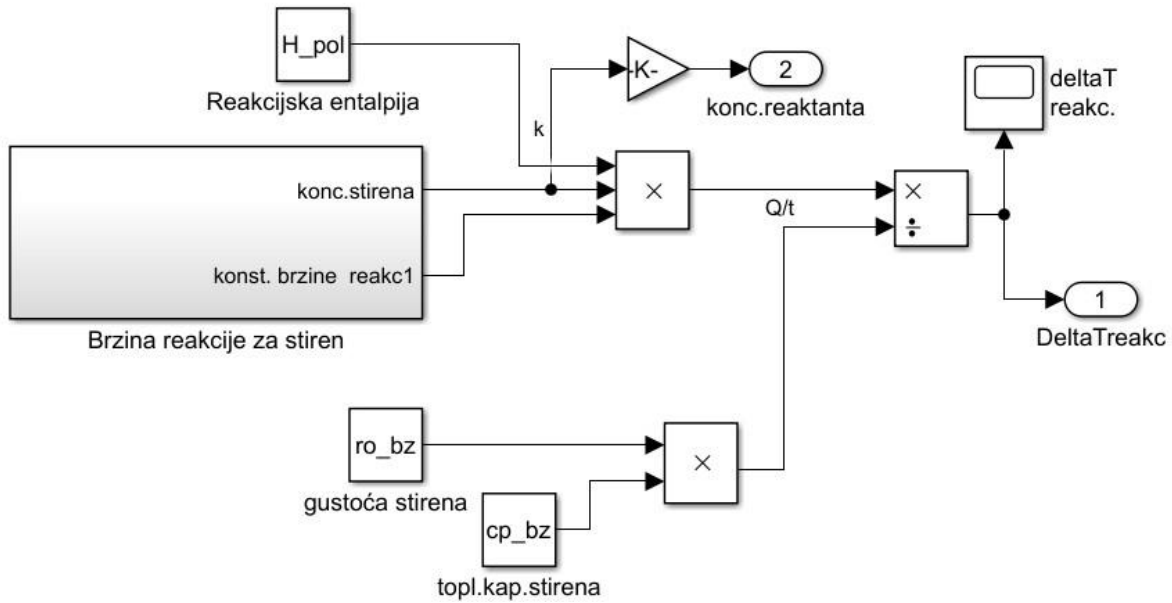 H_pol
Reakcijska entalpija
-K-
2
konc.reaktanta
deltaT
reakc.
k
konc.stirena
konst. brzine reakc1
Brzina reakcije za stiren
×
Q/t
×
÷
1
DeltaTreakc
ro_bz
gustoća stirena
×
cp_bz
topl.kap.stirena